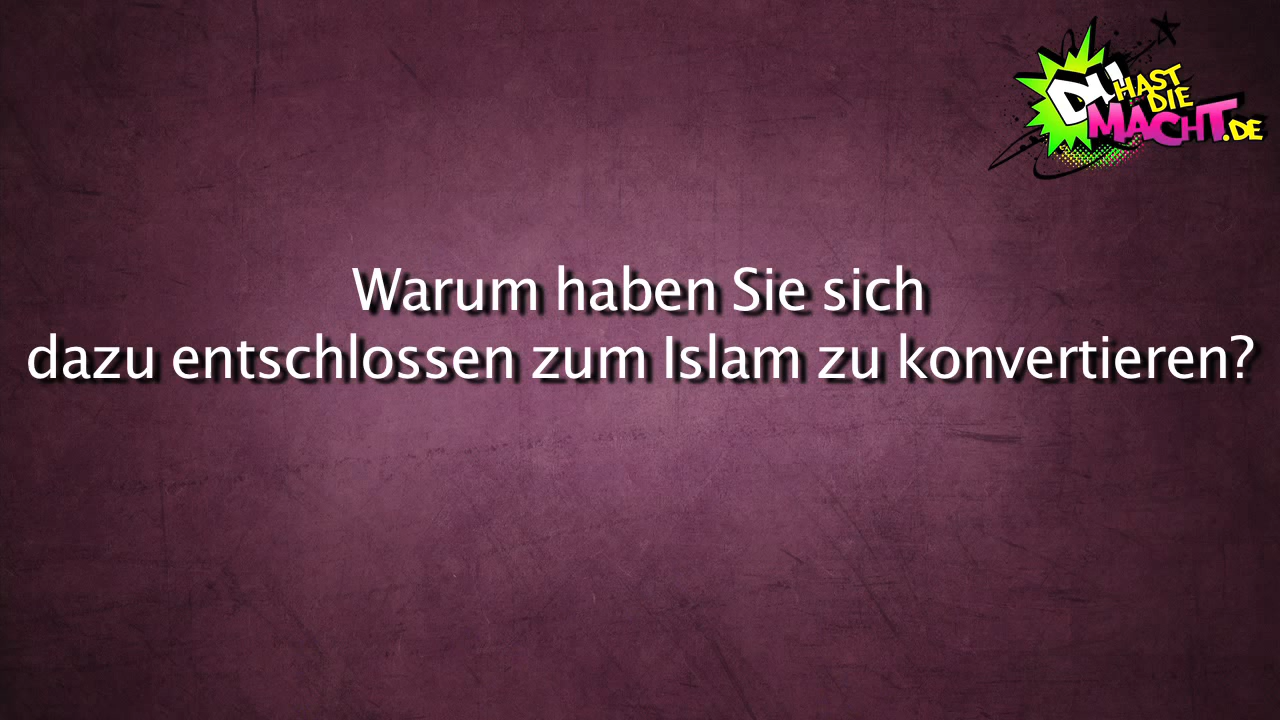 DU
HAST
DIE
MACHT.DE
Warum haben Sie sich
dazu entschlossen zum Islam zu konvertieren?